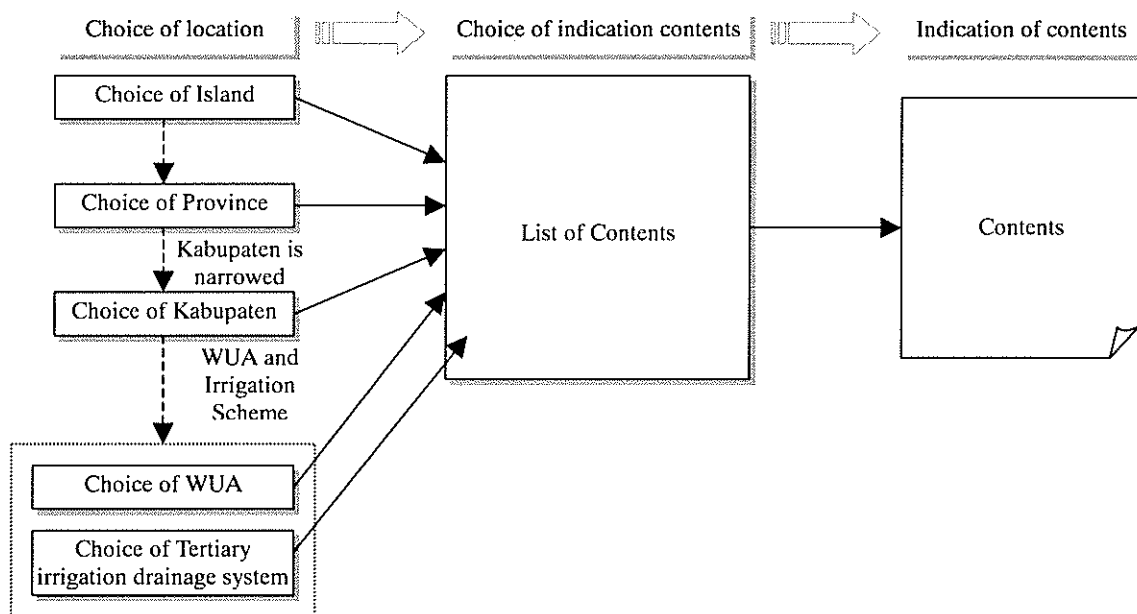 Choice of location
Choice of indication contents
Indication of contents
Choice of Island
Choice of Province
Kabupaten is
narrowed
Choice of Kabupaten
WUA and
Irrigation
Scheme
Choice of WUA
Choice of Tertiary
irrigation drainage system
List of Contents
Contents